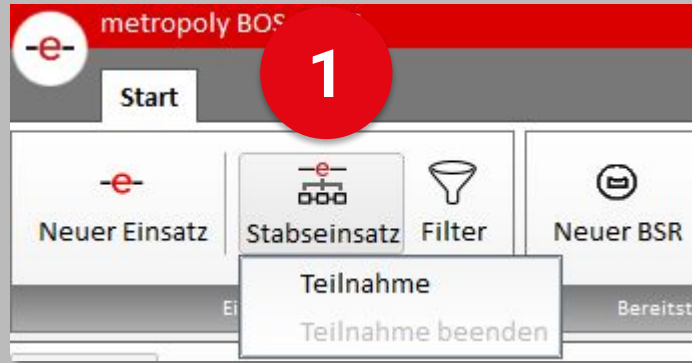 metropoly BOS
-e-
1
Start
-e-
-e-
Neuer Einsatz
Stabseinsatz
Filter
Neuer BSR
Teilnahme
Teilnahme beenden